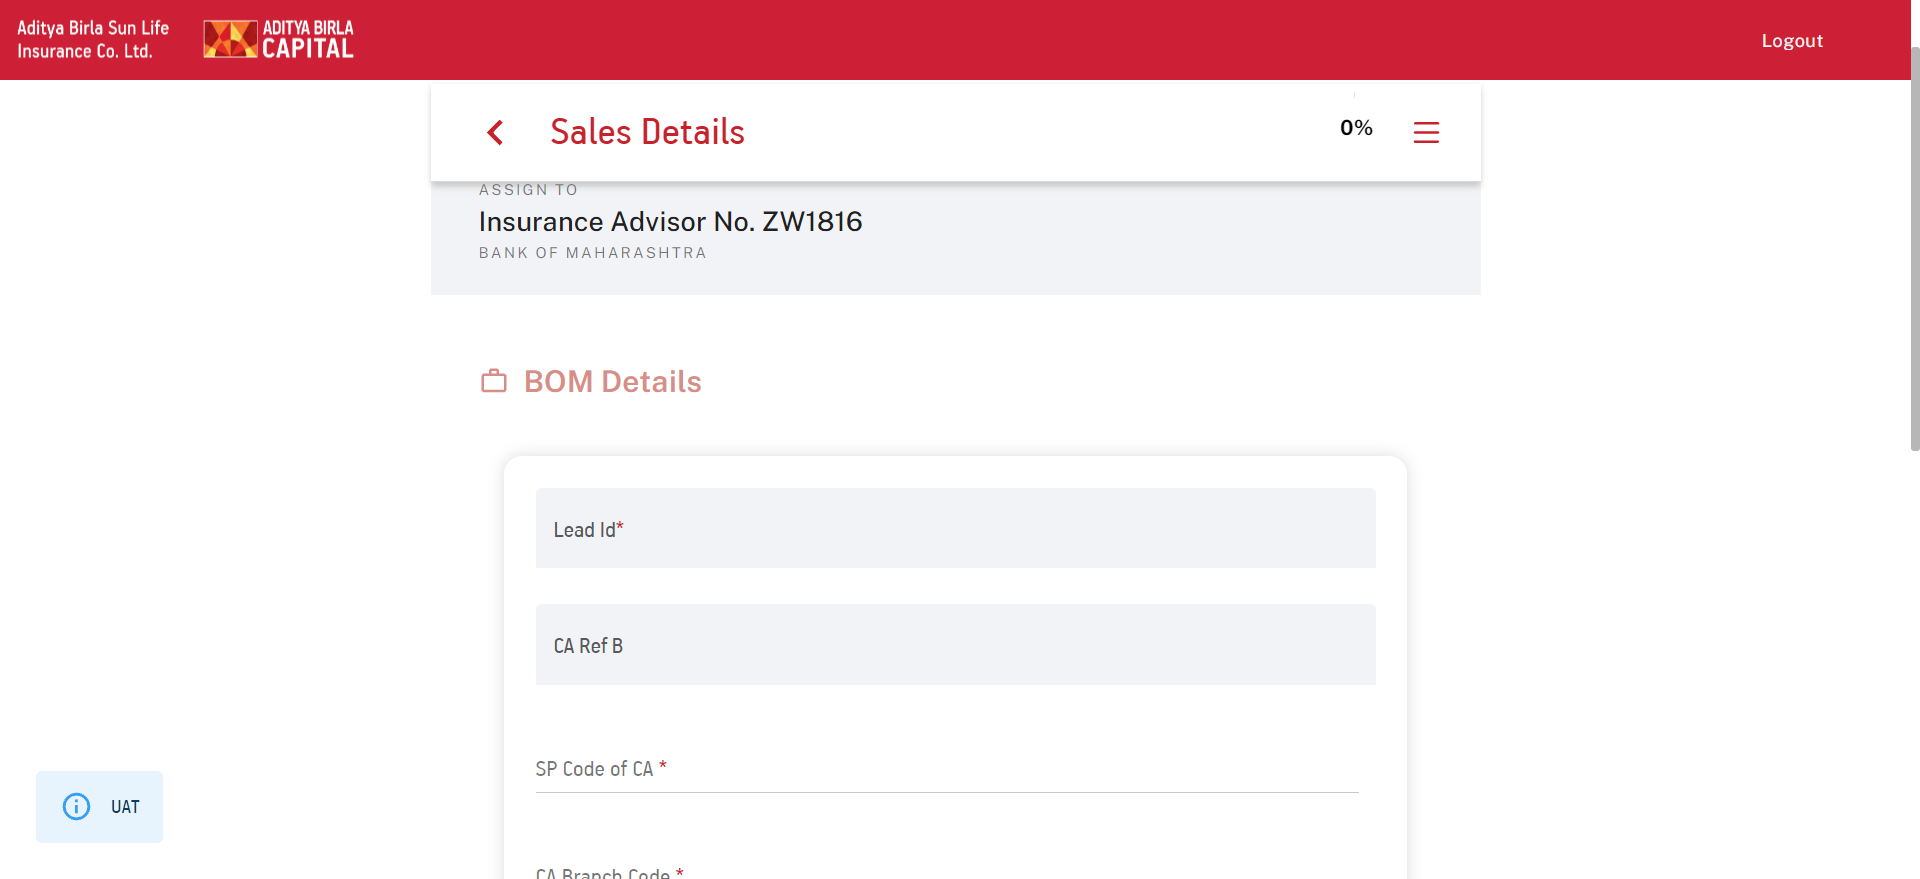 Aditya Birla Sun Life
Insurance Co. Ltd.
ADITYA BIRLA
CAPITAL
Logout
Sales Details
0%
ASSIGN TO
Insurance Advisor No. ZW1816
BANK OF MAHARASHTRA
BOM Details
Lead Id*
CA Ref B
SP Code of CA *
UAT
CA Branch Code *